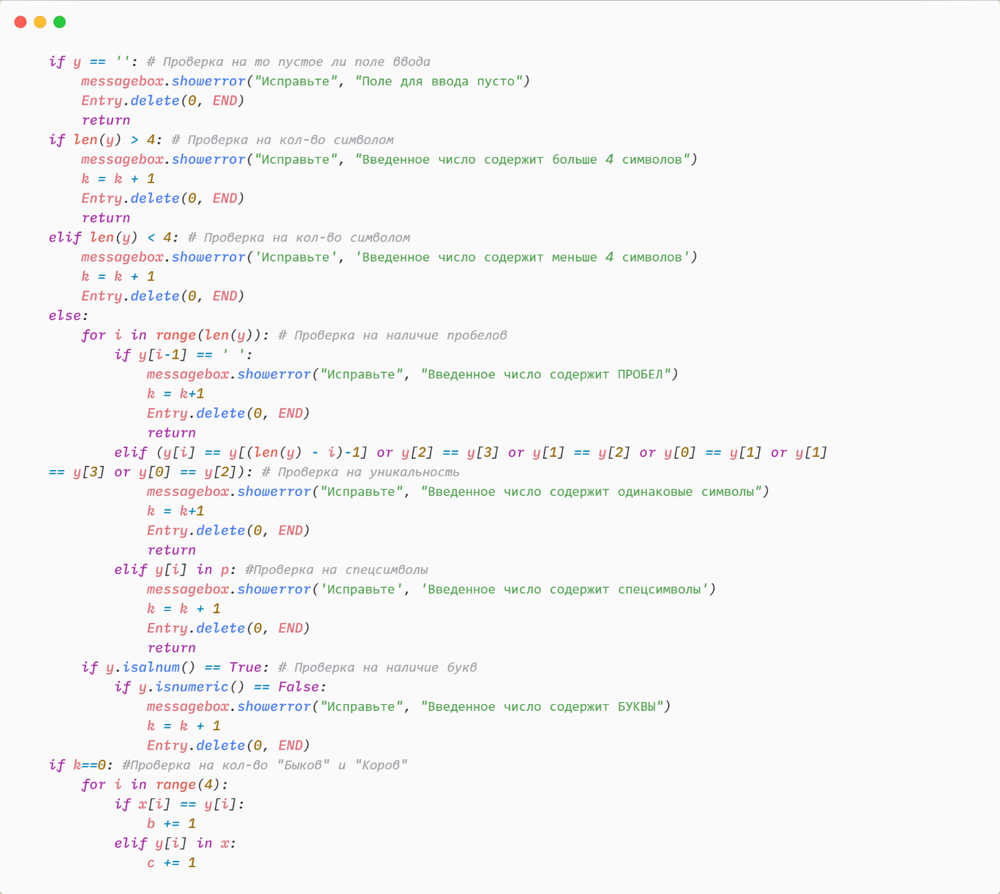 if y == '': # Проверка на то пустое ли поле ввода
    messagebox.showerror("Исправьте", "Поле для ввода пусто")
    Entry.delete(0, END)
    return
if len(y) > 4: # Проверка на кол-во символом
    messagebox.showerror("Исправьте", "Введенное число содержит больше 4 символов")
    k = k + 1
    Entry.delete(0, END)
    return
elif len(y) < 4: # Проверка на кол-во символом
    messagebox.showerror('Исправьте', 'Введенное число содержит меньше 4 символов')
    k = k + 1
    Entry.delete(0, END)
else:
    for i in range(len(y)): # Проверка на наличие пробелов
        if y[i-1] == ' ':
            messagebox.showerror("Исправьте", "Введенное число содержит ПРОБЕЛ")
            k = k+1
            Entry.delete(0, END)
            return
        elif (y[i] == y[(len(y) - i)-1] or y[2] == y[3] or y[1] == y[2] or y[0] == y[1] or y[1]
== y[3] or y[0] == y[2]): # Проверка на уникальность
            messagebox.showerror("Исправьте", "Введенное число содержит одинаковые символы")
            k = k+1
            Entry.delete(0, END)
            return
        elif y[i] in p: #Проверка на спецсимволы
            messagebox.showerror('Исправьте', 'Введенное число содержит спецсимволы')
            k = k + 1
            Entry.delete(0, END)
            return
    if y.isalnum() == True: # Проверка на наличие букв
        if y.isnumeric() == False:
            messagebox.showerror("Исправьте", "Введенное число содержит БУКВЫ")
            k = k + 1
            Entry.delete(0, END)
if k==0: #Проверка на кол-во "Быков" и "Коров"
    for i in range(4):
        if x[i] == y[i]:
            b += 1
        elif y[i] in x:
            c += 1